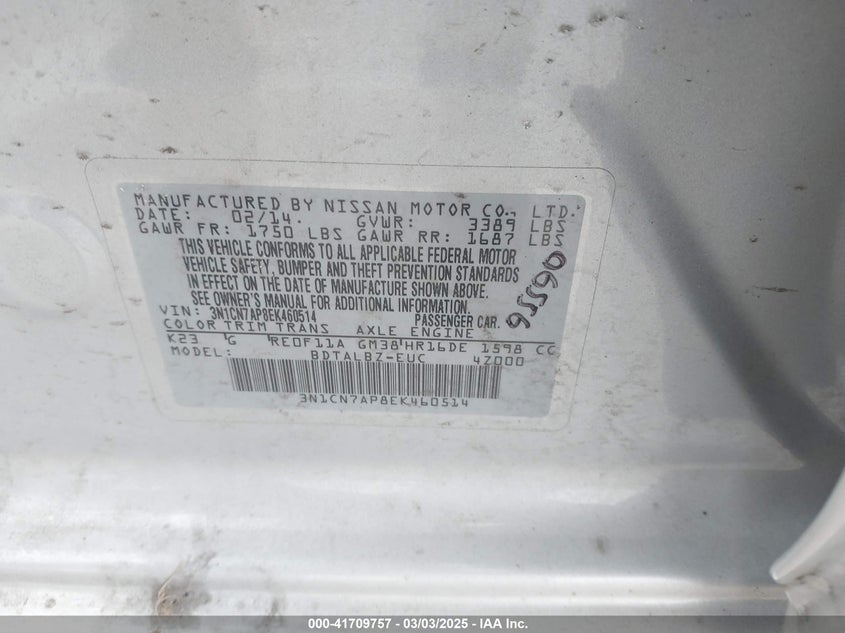 MANUFACTURED BY NISSAN MOTOR CO., LTD.
DATE: 02/14. GVWR: 3389 LBS
GAWR FR: 1750 LBS GAWR RR: 1687 LBS
THIS VEHICLE CONFORMS TO ALL APPLICABLE FEDERAL MOTOR
VEHICLE SAFETY, BUMPER AND THEFT PREVENTION STANDARDS
IN EFFECT ON THE DATE OF MANUFACTURE SHOWN ABOVE.
SEE OWNER'S MANUAL FOR ADDITIONAL INFORMATION.
VIN: 3N1CN7AP8EK460514 PASSENGER CAR.
COLOR TRIM TRANS AXLE ENGINE
K23 G RE0F11A GM38 HR16DE 1598 CC
MODEL: BDTALBZ-EUC 4Z000
3N1CN7AP8EK460514
000-41709757 - 03/03/2025 - IAA Inc.